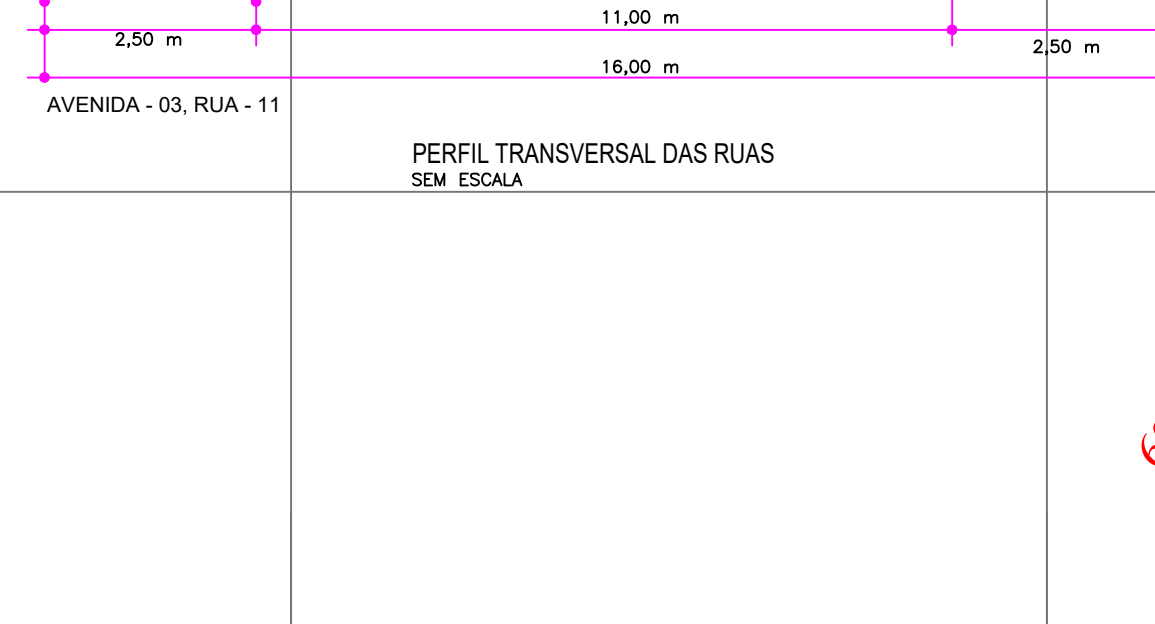 11,00 m
2,50 m
2,50 m
16,00 m
AVENIDA - 03, RUA - 11
PERFIL TRANSVERSAL DAS RUAS
SEM ESCALA